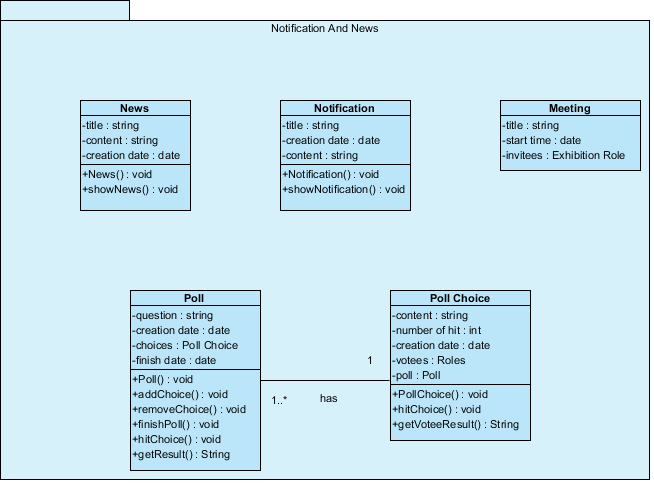 Notification And News
News
-title : string
-content : string
-creation date : date
+News() : void
+showNews() : void
Notification
-title : string
-creation date : date
-content : string
+Notification() : void
+showNotification() : void
Meeting
-title : string
-start time : date
-invitees : Exhibition Role
Poll
-question : string
-creation date : date
-choices : Poll Choice
-finish date : date
+Poll() : void
+addChoice() : void
+removeChoice() : void
+finishPoll() : void
+hitChoice() : void
+getResult() : String
1
1..*
has
Poll Choice
-content : string
-number of hit : int
-creation date : date
-votees : Roles
-poll : Poll
+PollChoice() : void
+hitChoice() : void
+getVoteeResult() : String